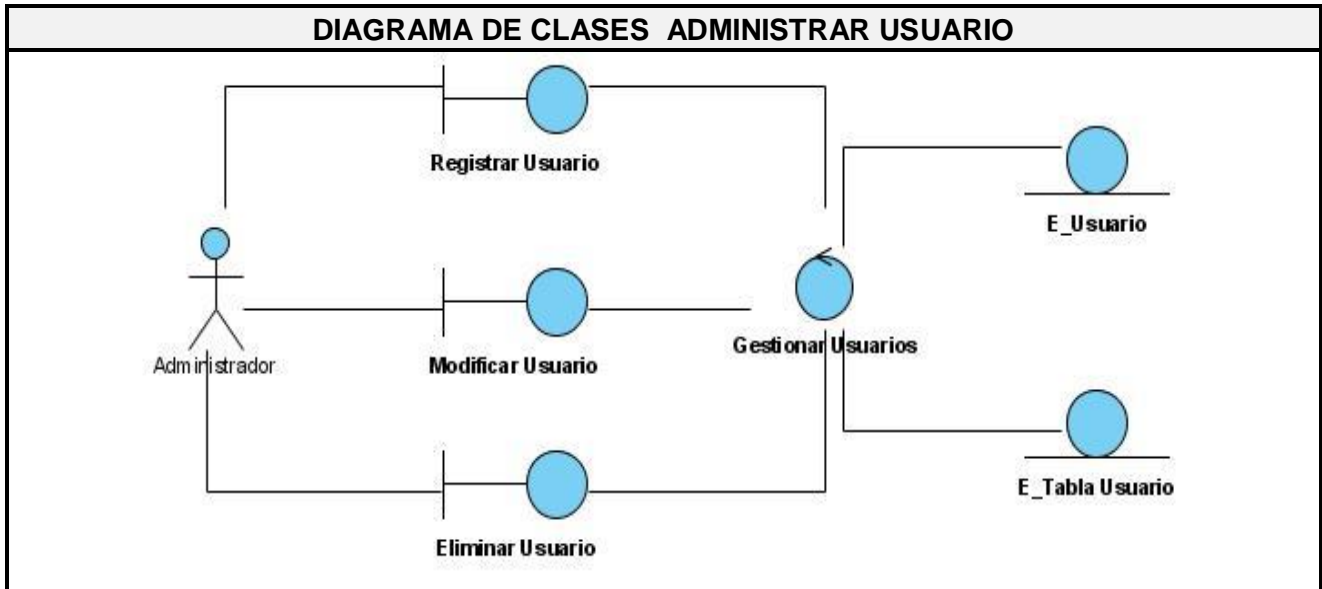 DIAGRAMA DE CLASES ADMINISTRAR USUARIO
Registrar Usuario
E_Usuario
Gestionar Usuarios
Administrador
Modificar Usuario
E_Tabla Usuario
Eliminar Usuario